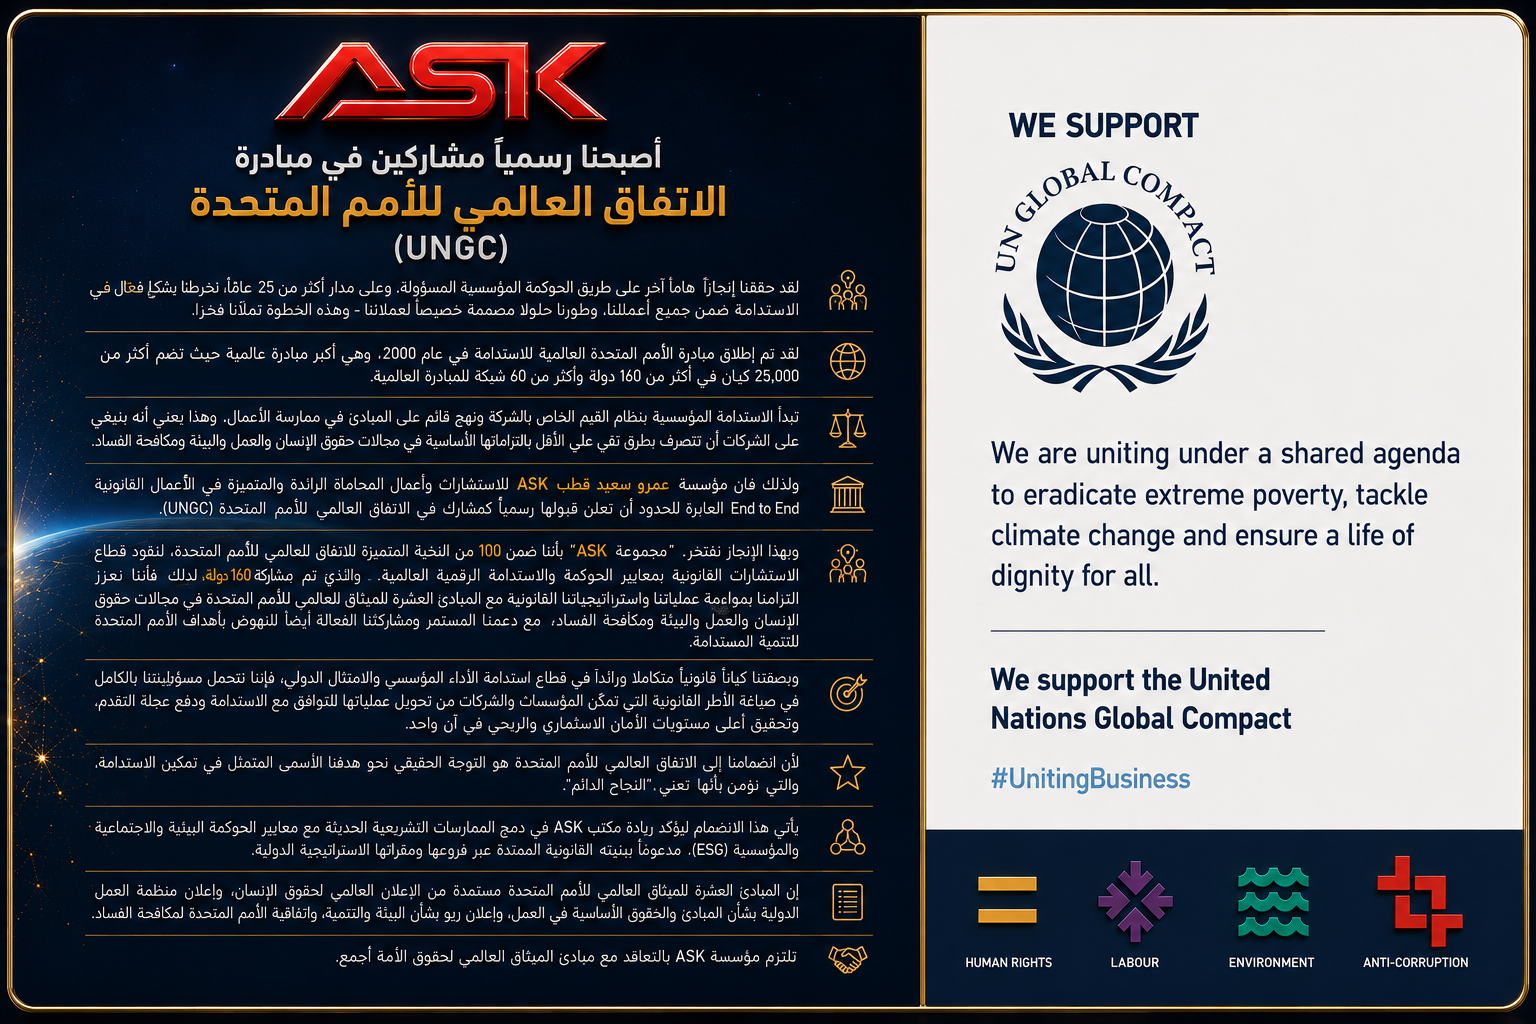 ASK
أصبحنا رسمياً مشاركين في مبادرة
الاتفاق العالمي للأمم المتحدة
(UNGC)
لقد حققنا إنجازاً هاماً آخر على طريق الحوكمة المؤسسية المسؤولة. وعلى مدار أكثر من 25 عامًا، نخرطنا بشكل فعّال في
الاستدامة ضمن جميع أعمللنا، وطورنا حلولا مصممة خصيصاً لعملائنا - وهذه الخطوة تملأنا فخرا.
لقد تم إطلاق مبادرة الأمم المتحدة العالمية للاستدامة في عام 2000، وهي أكبر مبادرة عالمية حيث تضم أكثر من
25,000 كيان في أكثر من 160 دولة وأكثر من 60 شبكة للمبادرة العالمية.
تبدأ الاستدامة المؤسسية بنظام القيم الخاص بالشركة ونهج قائم على المبادئ في ممارسة الأعمال. وهذا يعني أنه بنيغي
على الشركات أن تتصرف بطرق تفي على الأقل بالتزاماتها الأساسية في مجالات حقوق الإنسان والعمل والبيئة ومكافحة الفساد.
ولذلك فان مؤسسة عمرو سعيد قطب ASK للاستشارات وأعمال المحاماة الرائدة والمتميزة في الأعمال القانونية
End to End العابرة للحدود أن تعلن قبولها رسمياً كمشارك في الاتفاق العالمي للأمم المتحدة (UNGC).
وبهذا الإنجاز نفتخر. "مجموعة ASK" بأننا ضمن 100 من النخبة المتميزة للاتفاق للعالمي للأمم المتحدة، لنقود قطاع
الاستشارات القانونية بمعايير الحوكمة والاستدامة الرقمية العالمية. والذي تم مشاركة 160 دولة، لذلك فأننا نعزز
التزامنا بمواءمة عملياتنا واستراتيجياتنا القانونية مع المبادئ العشرة للميثاق للعالمي للأمم المتحدة في مجالات حقوق
الإنسان والعمل والبيئة ومكافحة الفساد، مع دعمنا المستمر ومشاركتنا الفعالة أيضاً للنهوض بأهداف الأمم المتحدة
للتنمية المستدامة.
وبصفتنا كياناً قانونياً متكاملا ورائداً في قطاع استدامة الأداء المؤسسي والامتثال الدولي، فإننا نتحمل مسؤوليتنا بالكامل
في صياغة الأطر القانونية التي تمكّن المؤسسات والشركات من تحويل عملياتها للتوافق مع الاستدامة ودفع عجلة التقدم،
وتحقيق أعلى مستويات الأمان الاستثماري والربحي في آن واحد.
لأن انضمامنا إلى الاتفاق العالمي للأمم المتحدة هو التوجة الحقيقي نحو هدفنا الأسمى المتمثل في تمكين الاستدامة،
والتي نؤمن بأنها تعني، "النجاح الدائم".
يأتي هذا الانضمام ليؤكد ريادة مكتب ASK في دمج الممارسات التشريعية الحديثة مع معايير الحوكمة البيئية والاجتماعية
والمؤسسية (ESG). مدعومًا ببنيته القانونية الممتدة عبر فروعها ومقراتها الاستراتيجية الدولية.
إن المبادئ العشرة للميثاق العالمي للأمم المتحدة مستمدة من الإعلان العالمي لحقوق الإنسان، وإعلان منظمة العمل
الدولية بشأن المبادئ والحقوق الأساسية في العمل، وإعلان ريو بشأن البيئة والتنمية، واتفاقية الأمم المتحدة لمكافحة الفساد.
تلتزم مؤسسة ASK بالتعاقد مع مبادئ الميثاق العالمي لحقوق الأمة أجمع.
WE SUPPORT
UN GLOBAL COMPACT
We are uniting under a shared agenda
to eradicate extreme poverty, tackle
climate change and ensure a life of
dignity for all.
We support the United
Nations Global Compact
#UnitingBusiness
HUMAN RIGHTS
LABOUR
ENVIRONMENT
ANTI-CORRUPTION